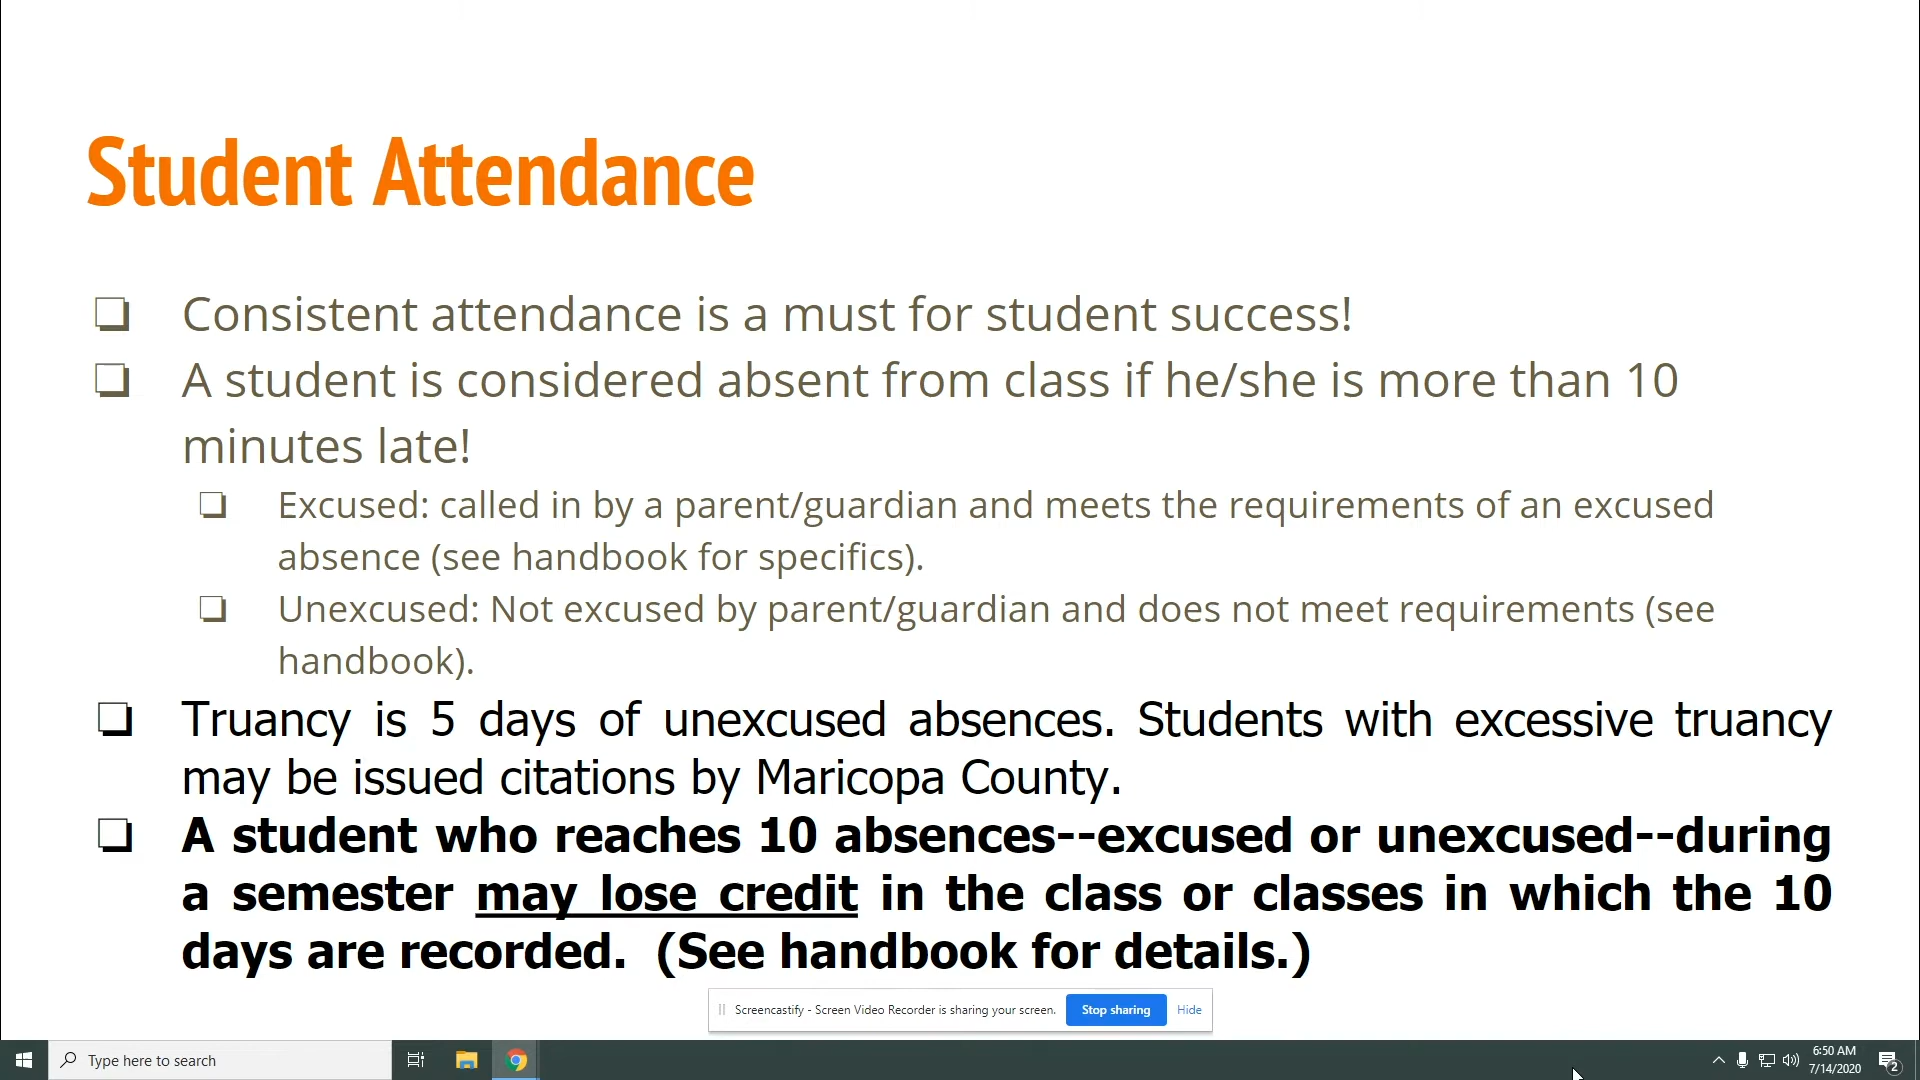 Student Attendance
❏ Consistent attendance is a must for student success!
❏ A student is considered absent from class if he/she is more than 10
minutes late!
❏ Excused: called in by a parent/guardian and meets the requirements of an excused
absence (see handbook for specifics).
❏ Unexcused: Not excused by parent/guardian and does not meet requirements (see
handbook).
❏ Truancy is 5 days of unexcused absences. Students with excessive truancy
may be issued citations by Maricopa County.
❏ A student who reaches 10 absences--excused or unexcused--during
a semester may lose credit in the class or classes in which the 10
days are recorded.  (See handbook for details.)
Screencastify - Screen Video Recorder is sharing your screen. Stop sharing Hide
Type here to search
6:50 AM
7/14/2020
2